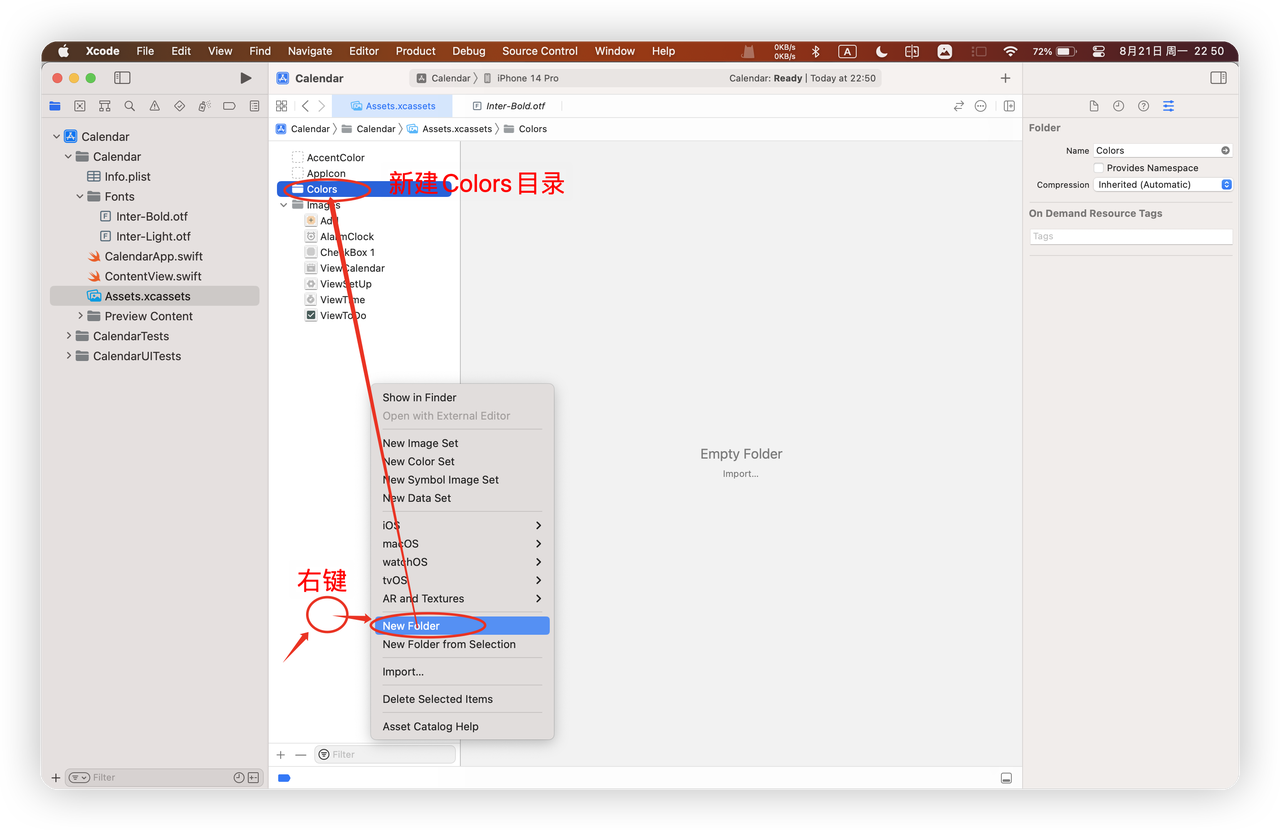 Xcode File Edit View Find Navigate Editor Product Debug Source Control Window Help 0KB/s 0KB/s A 72% 8月21日 周一 22 50
Calendar Calendar iPhone 14 Pro Calendar: Ready | Today at 22:50
Assets.xcassets Inter-Bold.otf
Calendar Calendar Assets.xcassets Colors
Calendar
Calendar
Info.plist
Fonts
Inter-Bold.otf
Inter-Light.otf
CalendarApp.swift
ContentView.swift
Assets.xcassets
Preview Content
CalendarTests
CalendarUITests
Filter
AccentColor
AppIcon
Colors
新建Colors目录
Images
Add
AlarmClock
CheckBox 1
ViewCalendar
ViewSetUp
ViewTime
ViewToDo
Show in Finder
Open with External Editor
New Image Set
New Color Set
New Symbol Image Set
New Data Set
iOS
macOS
watchOS
tvOS
AR and Textures
New Folder
New Folder from Selection
Import...
Delete Selected Items
Asset Catalog Help
右键
Filter
Empty Folder
Import...
Folder
Name Colors
Provides Namespace
Compression Inherited (Automatic)
On Demand Resource Tags
Tags